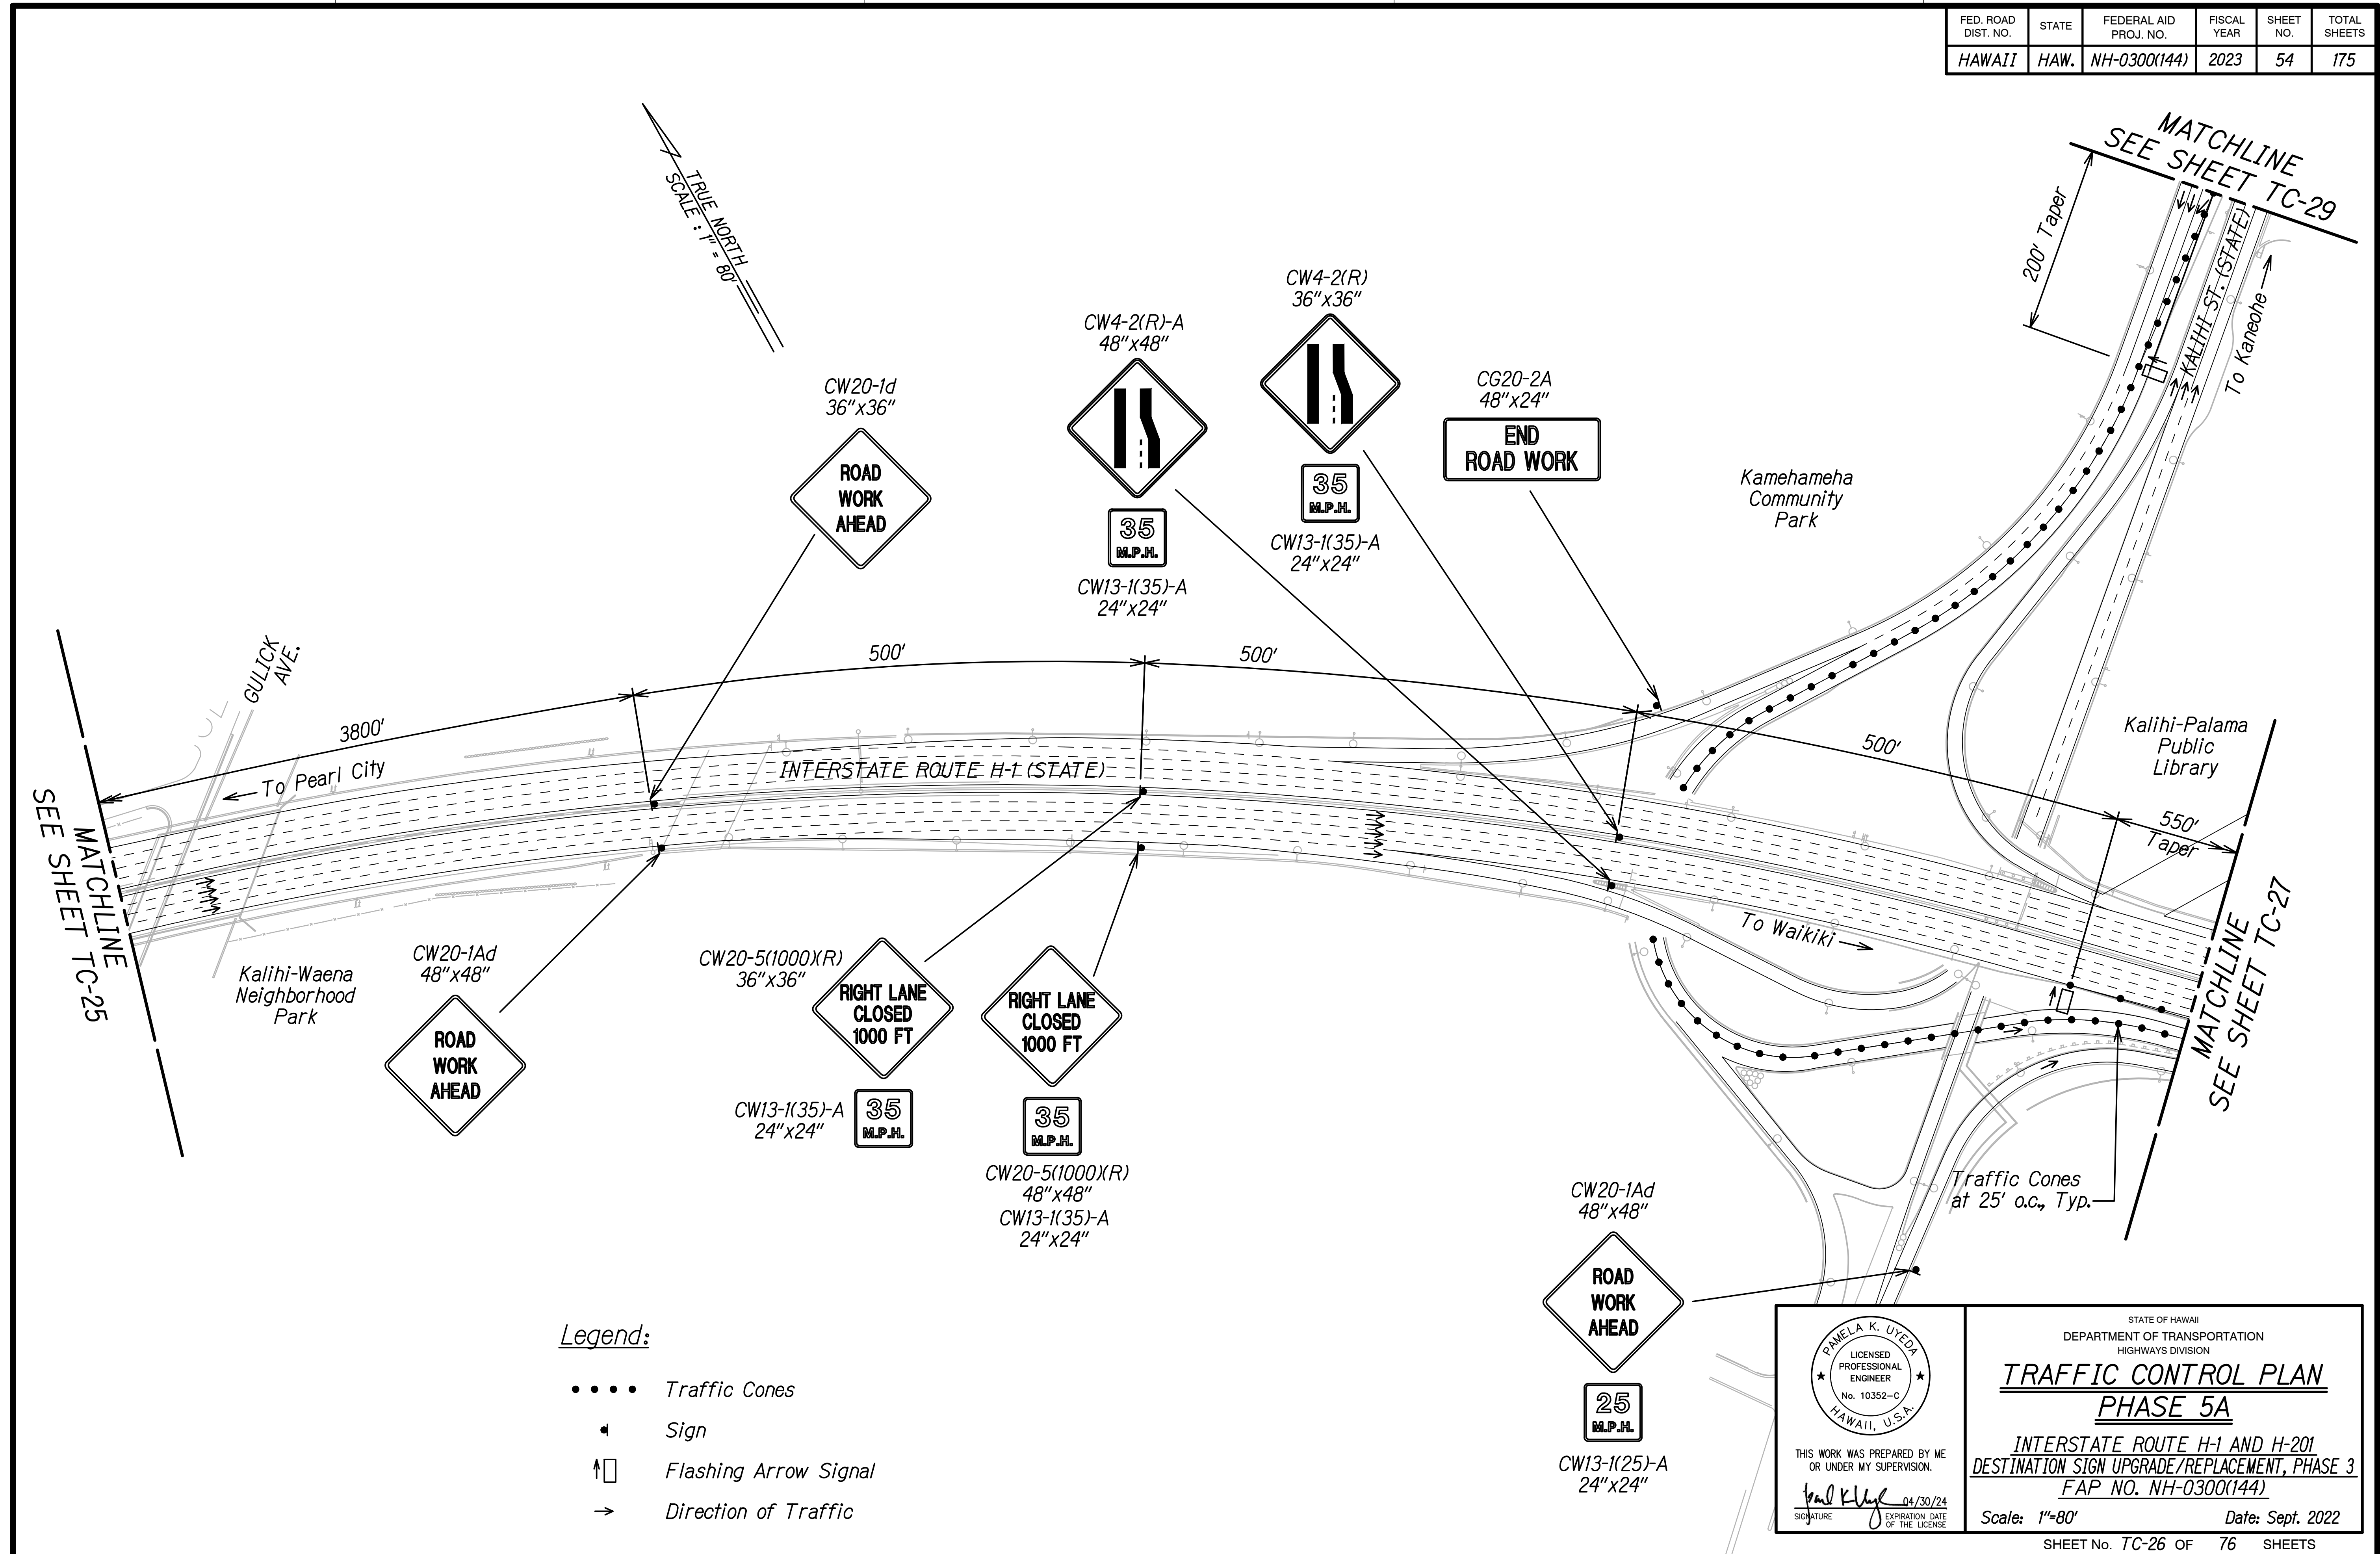 FED. ROAD DIST. NO.
STATE
FEDERAL AID PROJ. NO.
FISCAL YEAR
SHEET NO.
TOTAL SHEETS
HAWAII
HAW.
NH-0300(144)
2023
54
175
MATCHLINE
SEE SHEET TC-29
TRUE NORTH
SCALE : 1" = 80'
200' Taper
KALIHI ST. (STATE)
To Kaneohe
CW20-1d
36"x36"
ROAD
WORK
AHEAD
CW4-2(R)-A
48"x48"
35
M.P.H.
CW13-1(35)-A
24"x24"
CW4-2(R)
36"x36"
35
M.P.H.
CW13-1(35)-A
24"x24"
CG20-2A
48"x24"
END
ROAD WORK
Kamehameha
Community
Park
GULICK
AVE.
3800'
500'
500'
500'
550'
Taper
To Pearl City
INTERSTATE ROUTE H-1 (STATE)
Kalihi-Palama
Public
Library
MATCHLINE
SEE SHEET TC-25
Kalihi-Waena
Neighborhood
Park
To Waikiki
MATCHLINE
SEE SHEET TC-27
CW20-1Ad
48"x48"
ROAD
WORK
AHEAD
CW20-5(1000)(R)
36"x36"
RIGHT LANE
CLOSED
1000 FT
CW13-1(35)-A
24"x24"
35
M.P.H.
RIGHT LANE
CLOSED
1000 FT
35
M.P.H.
CW20-5(1000)(R)
48"x48"
CW13-1(35)-A
24"x24"
Traffic Cones
at 25' o.c., Typ.
CW20-1Ad
48"x48"
ROAD
WORK
AHEAD
25
M.P.H.
CW13-1(25)-A
24"x24"
Legend:
Traffic Cones
Sign
Flashing Arrow Signal
Direction of Traffic
PAMELA K. UYEDA
LICENSED
PROFESSIONAL
ENGINEER
No. 10352-C
HAWAII, U.S.A.
THIS WORK WAS PREPARED BY ME
OR UNDER MY SUPERVISION.
04/30/24
SIGNATURE
EXPIRATION DATE
OF THE LICENSE
STATE OF HAWAII
DEPARTMENT OF TRANSPORTATION
HIGHWAYS DIVISION
TRAFFIC CONTROL PLAN
PHASE 5A
INTERSTATE ROUTE H-1 AND H-201
DESTINATION SIGN UPGRADE/REPLACEMENT, PHASE 3
FAP NO. NH-0300(144)
Scale: 1"=80'
Date: Sept. 2022
SHEET No. TC-26 OF 76 SHEETS